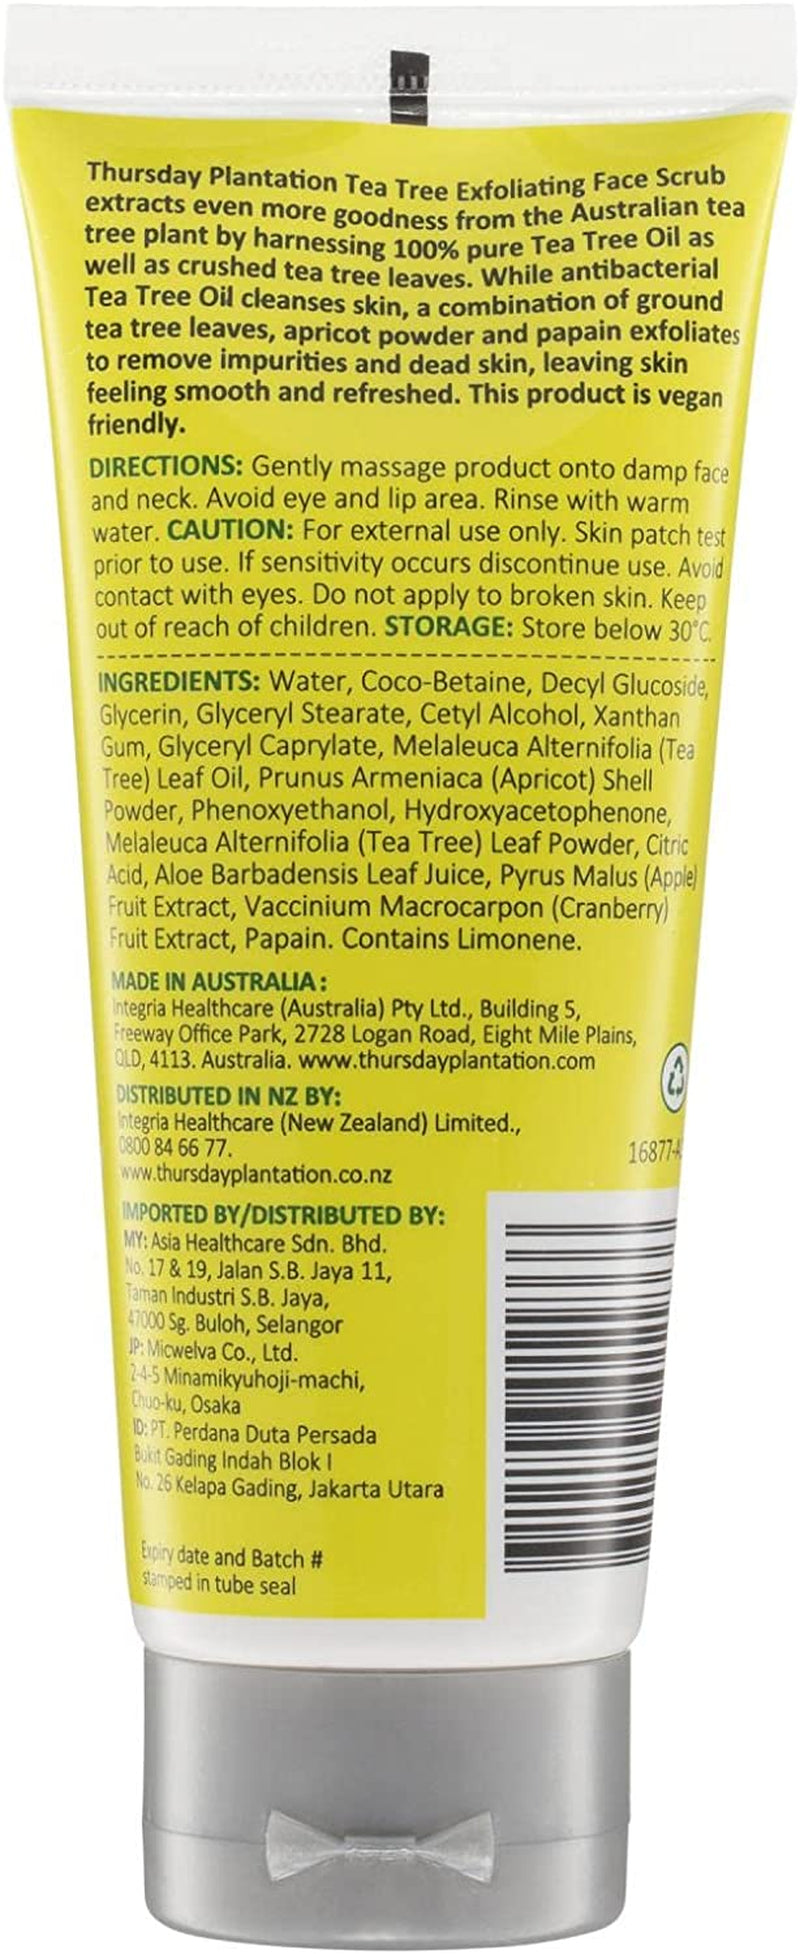 Thursday Plantation Tea Tree Exfoliating Face Scrub
extracts even more goodness from the Australian tea
tree plant by harnessing 100% pure Tea Tree Oil as
well as crushed tea tree leaves. While antibacterial
Tea Tree Oil cleanses skin, a combination of ground
tea tree leaves, apricot powder and papain exfoliates
to remove impurities and dead skin, leaving skin
feeling smooth and refreshed. This product is vegan
friendly.
DIRECTIONS: Gently massage product onto damp face
and neck. Avoid eye and lip area. Rinse with warm
water. CAUTION: For external use only. Skin patch test
prior to use. If sensitivity occurs discontinue use. Avoid
contact with eyes. Do not apply to broken skin. Keep
out of reach of children. STORAGE: Store below 30°C.
INGREDIENTS: Water, Coco-Betaine, Decyl Glucoside,
Glycerin, Glyceryl Stearate, Cetyl Alcohol, Xanthan
Gum, Glyceryl Caprylate, Melaleuca Alternifolia (Tea
Tree) Leaf Oil, Prunus Armeniaca (Apricot) Shell
Powder, Phenoxyethanol, Hydroxyacetophenone,
Melaleuca Alternifolia (Tea Tree) Leaf Powder, Citric
Acid, Aloe Barbadensis Leaf Juice, Pyrus Malus (Apple)
Fruit Extract, Vaccinium Macrocarpon (Cranberry)
Fruit Extract, Papain. Contains Limonene.
MADE IN AUSTRALIA:
Integria Healthcare (Australia) Pty Ltd., Building 5,
Freeway Office Park, 2728 Logan Road, Eight Mile Plains,
QLD, 4113. Australia. www.thursdayplantation.com
DISTRIBUTED IN NZ BY:
Integria Healthcare (New Zealand) Limited.,
0800 84 66 77.
www.thursdayplantation.co.nz
16877-A
IMPORTED BY/DISTRIBUTED BY:
MY: Asia Healthcare Sdn. Bhd.
No. 17 & 19, Jalan S.B. Jaya 11,
Taman Industri S.B. Jaya,
47000 Sg. Buloh, Selangor
JP: Micwelva Co., Ltd.
2-4-5 Minamikyuhoji-machi,
Chuo-ku, Osaka
ID: PT. Perdana Duta Persada
Bukit Gading Indah Blok I
No. 26 Kelapa Gading, Jakarta Utara
Expiry date and Batch #
stamped in tube seal